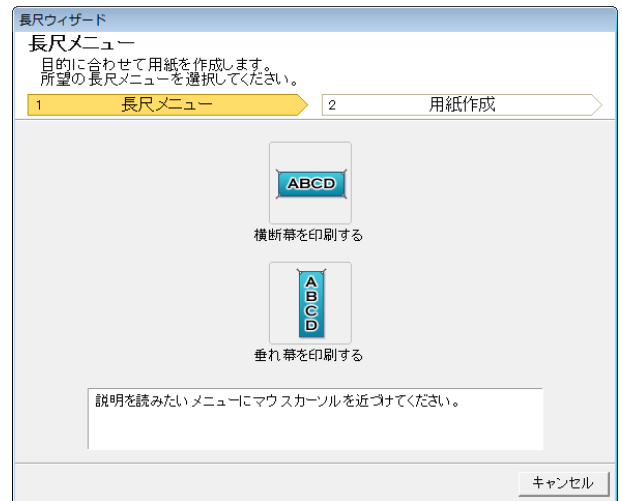 長尺ウィザード
長尺メニュー
目的に合わせて用紙を作成します。
所望の長尺メニューを選択してください。
1 長尺メニュー 2 用紙作成
ABCD
横断幕を印刷する
A
B
C
D
垂れ幕を印刷する
説明を読みたいメニューにマウスカーソルを近づけてください。
キャンセル